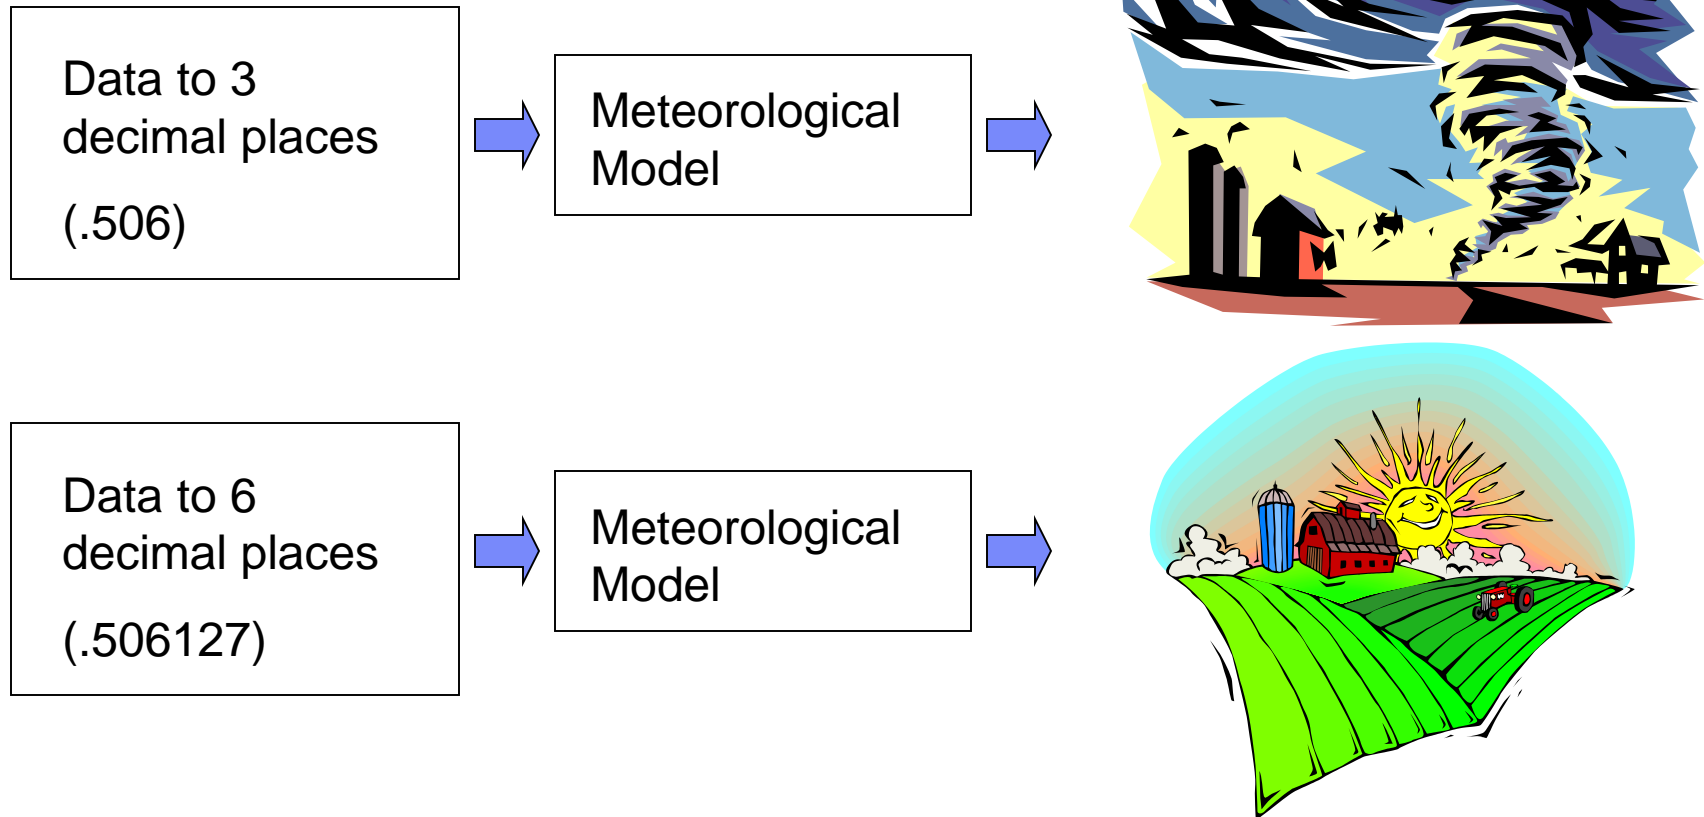 Data to 3
decimal places
(.506)
Meteorological
Model
Data to 6
decimal places
(.506127)
Meteorological
Model